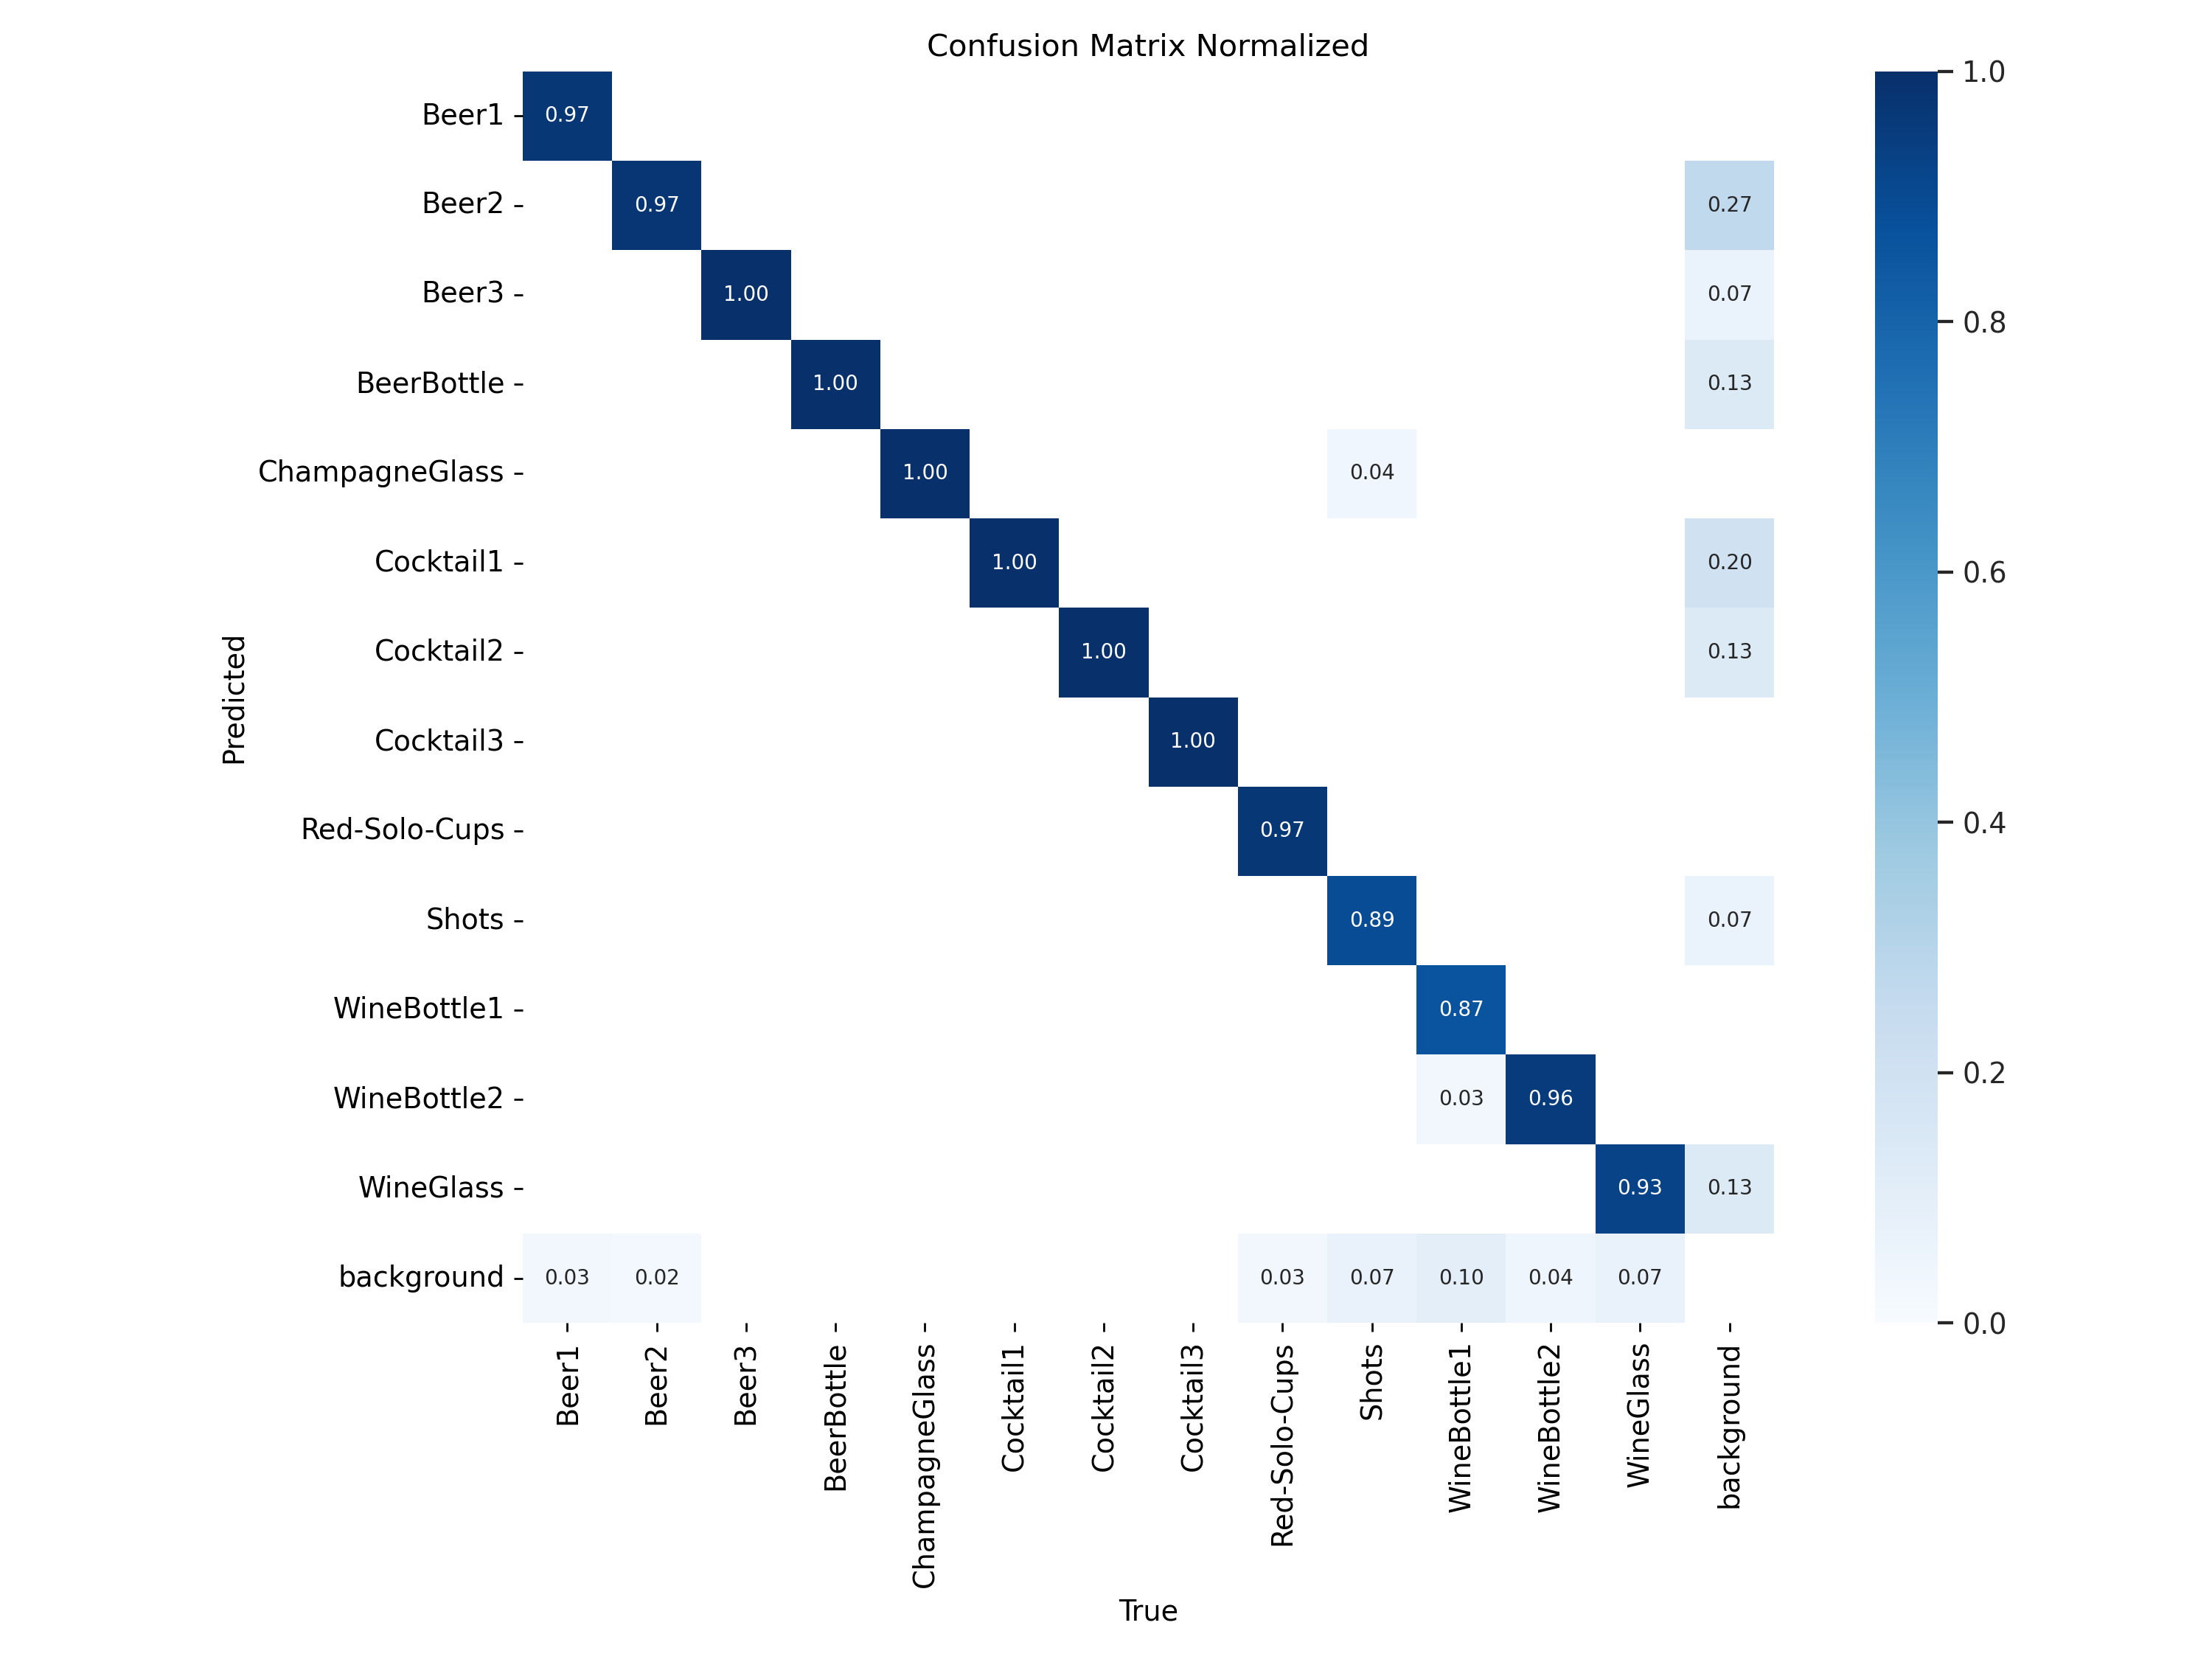 Confusion Matrix Normalized
Beer1 0.97 1.0
Beer2 0.97 0.27
Beer3 1.00 0.07 0.8
BeerBottle 1.00 0.13
ChampagneGlass 1.00 0.04
Cocktail1 1.00 0.20 0.6
Cocktail2 1.00 0.13
Predicted
Cocktail3 1.00
Red-Solo-Cups 0.97 0.4
Shots 0.89 0.07
WineBottle1 0.87
WineBottle2 0.03 0.96 0.2
WineGlass 0.93 0.13
background 0.03 0.02 0.03 0.07 0.10 0.04 0.07 0.0
Beer1 Beer2 Beer3 BeerBottle ChampagneGlass Cocktail1 Cocktail2 Cocktail3 Red-Solo-Cups Shots WineBottle1 WineBottle2 WineGlass background
True